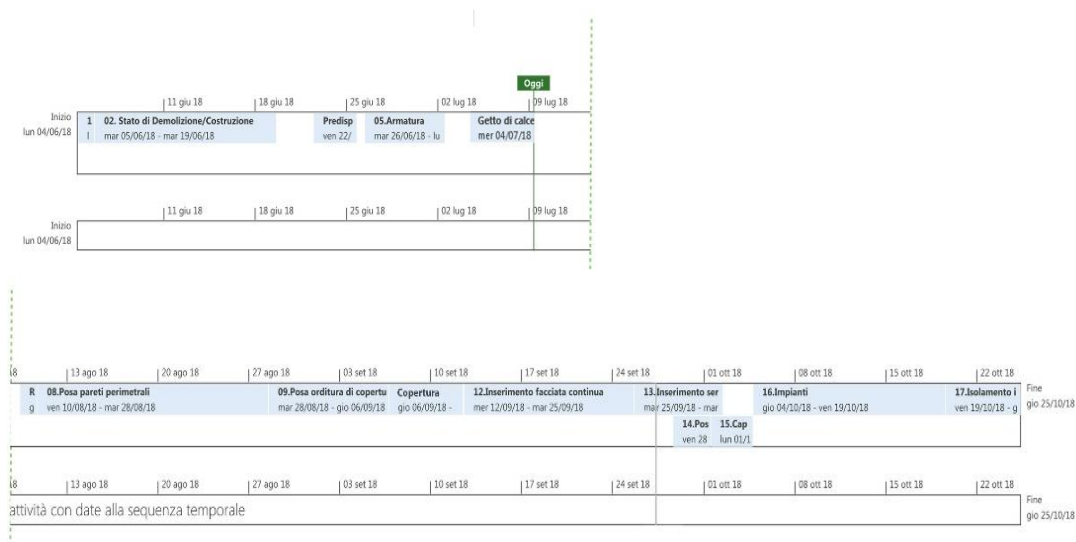 Oggi
11 giu 18 18 giu 18 25 giu 18 02 lug 18 09 lug 18
Inizio
lun 04/06/18
1 02. Stato di Demolizione/Costruzione Predisp 05.Armatura Getto di calce
mar 05/06/18 - mar 19/06/18 ven 22/ mar 26/06/18 - lu mer 04/07/18
11 giu 18 18 giu 18 25 giu 18 02 lug 18 09 lug 18
Inizio
lun 04/06/18
8 13 ago 18 20 ago 18 27 ago 18 03 set 18 10 set 18 17 set 18 24 set 18 01 ott 18 08 ott 18 15 ott 18 22 ott 18
R 08.Posa pareti perimetrali 09.Posa orditura di copertu Copertura 12.Inserimento facciata continua 13.Inserimento ser 16.Impianti 17.Isolamento i
g ven 10/08/18 - mar 28/08/18 mar 28/08/18 - gio 06/09/18 gio 06/09/18 - mer 12/09/18 - mar 25/09/18 mar 25/09/18 - mar gio 04/10/18 - ven 19/10/18 ven 19/10/18 - g
Fine
gio 25/10/18
14.Pos 15.Cap
ven 28 lun 01/1
8 13 ago 18 20 ago 18 27 ago 18 03 set 18 10 set 18 17 set 18 24 set 18 01 ott 18 08 ott 18 15 ott 18 22 ott 18
attività con date alla sequenza temporale
Fine
gio 25/10/18